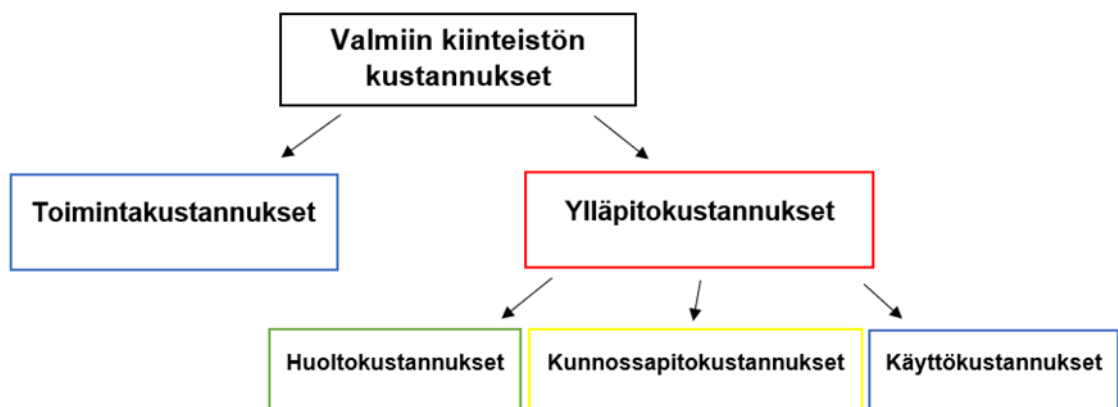 Valmiin kiinteistön
kustannukset
Toimintakustannukset
Ylläpitokustannukset
Huoltokustannukset
Kunnossapitokustannukset
Käyttökustannukset